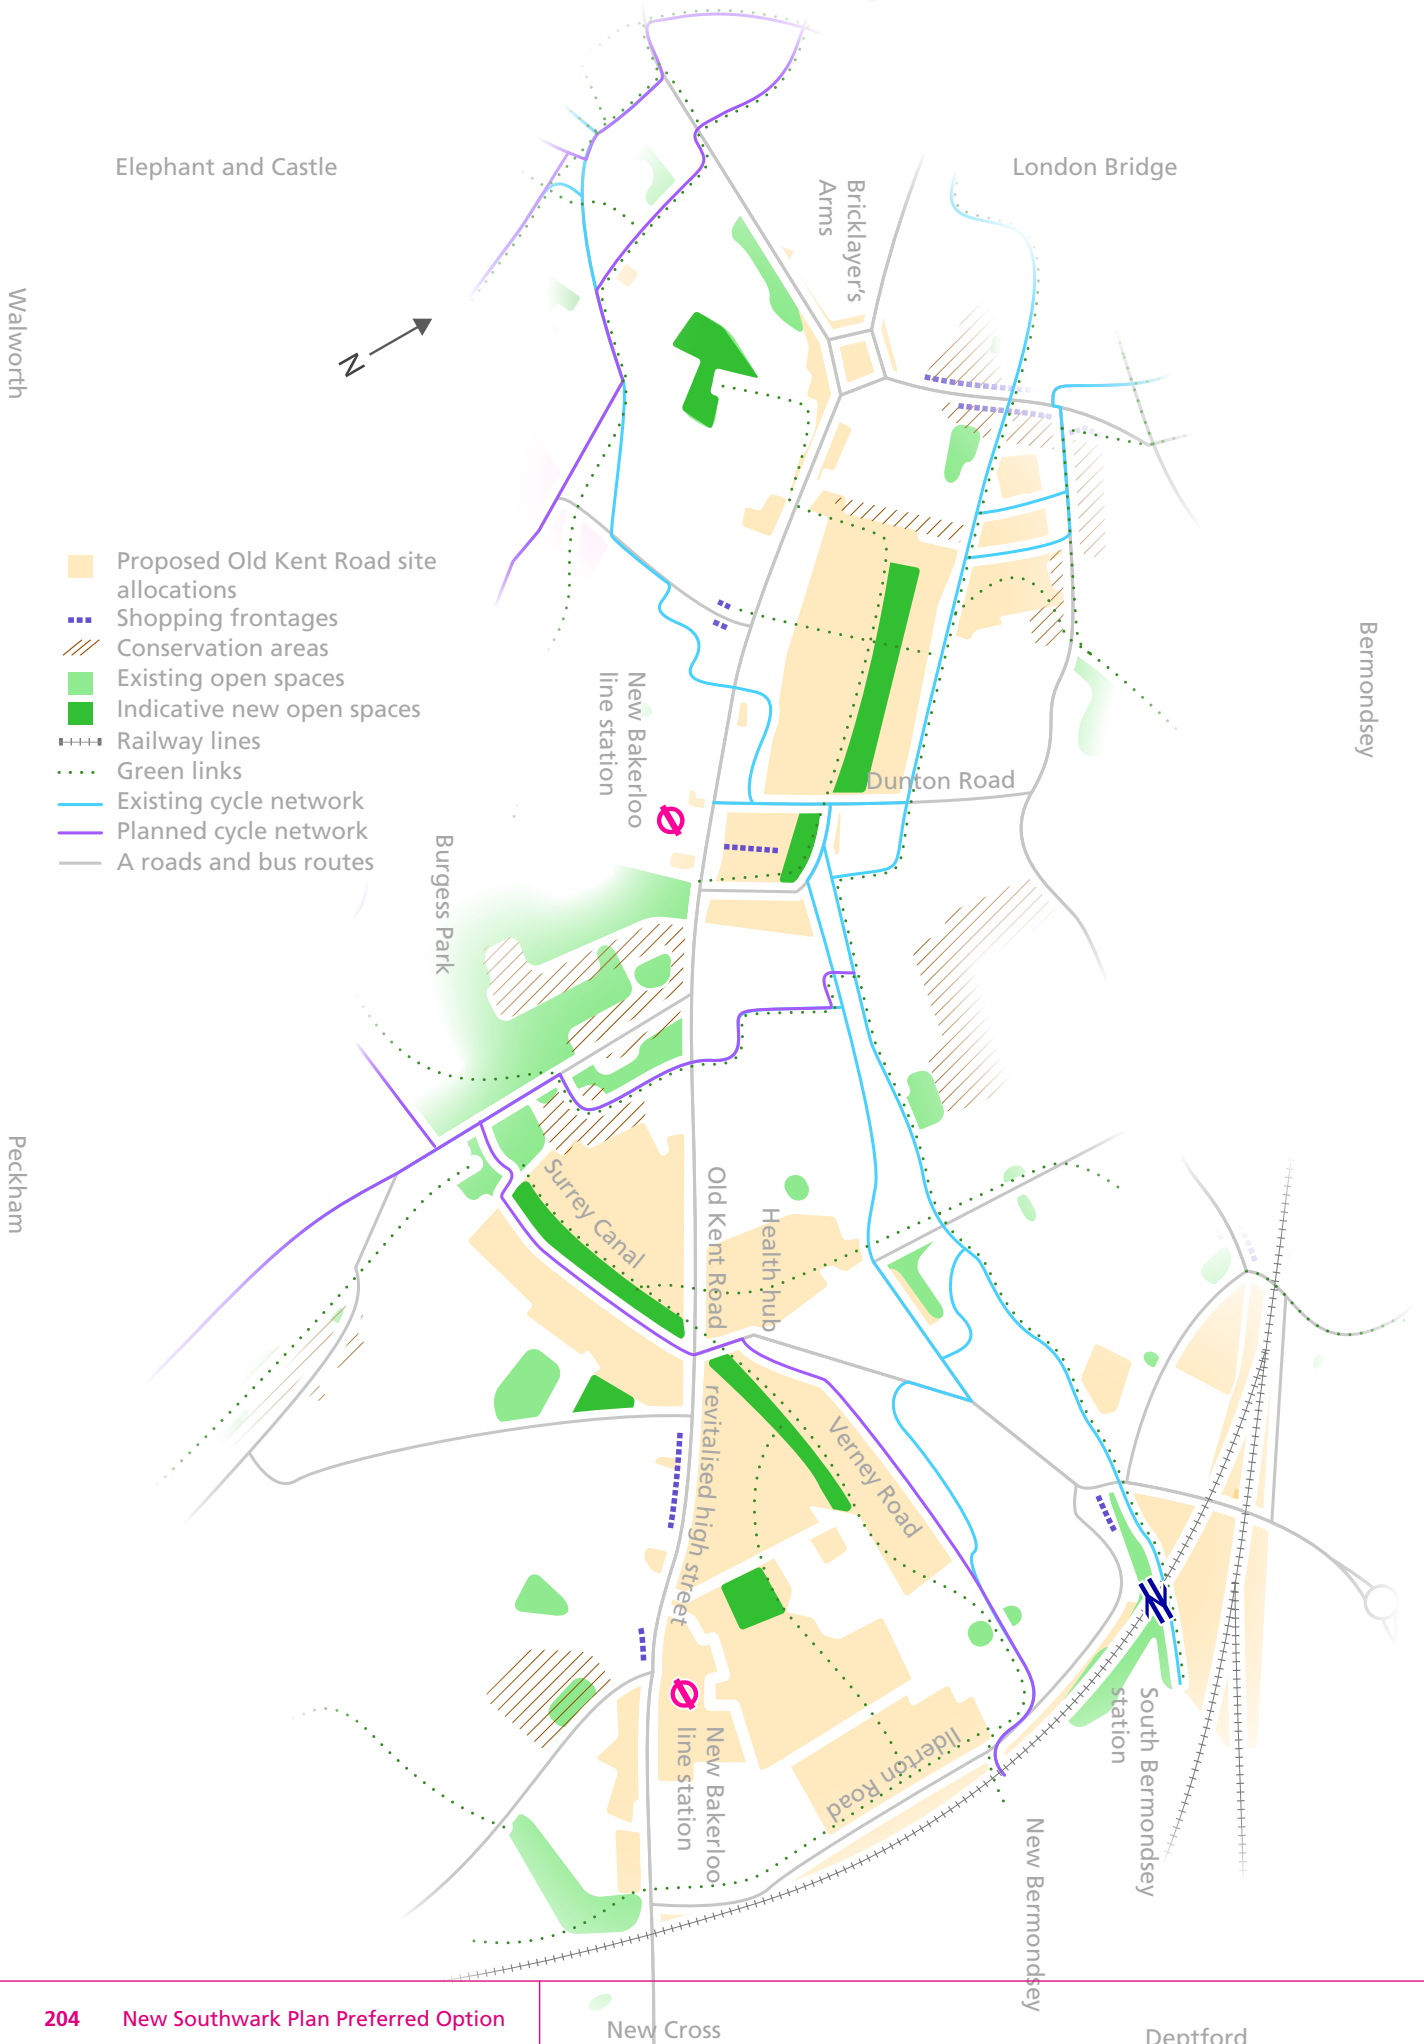 Elephant and Castle
London Bridge
Bricklayer's
Arms
Walworth
N
Proposed Old Kent Road site
allocations
Shopping frontages
Conservation areas
Existing open spaces
Indicative new open spaces
Railway lines
Green links
Existing cycle network
Planned cycle network
A roads and bus routes
Bermondsey
New Bakerloo
line station
Dunton Road
Burgess Park
Peckham
Surrey Canal
Old Kent Road
Health hub
revitalised high street
Verney Road
Ilderton Road
New Bakerloo
line station
South Bermondsey
station
New Bermondsey
204 New Southwark Plan Preferred Option
New Cross
Deptford